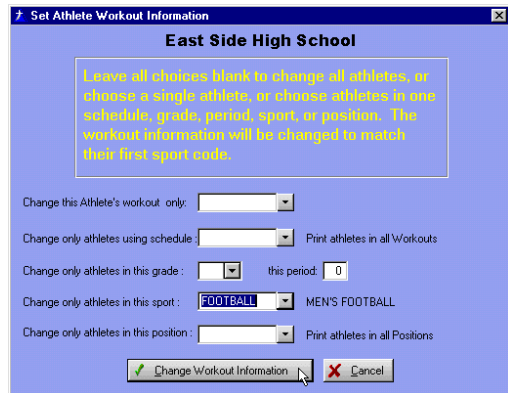 Set Athlete Workout Information
East Side High School
Leave all choices blank to change all athletes, or
choose a single athlete, or choose athletes in one
schedule, grade, period, sport, or position.  The
workout information will be changed to match
their first sport code.
Change this Athlete's workout  only:
Change only athletes using schedule : Print athletes in all Workouts
Change only athletes in this grade : this period: 0
Change only athletes in this sport : FOOTBALL MEN'S FOOTBALL
Change only athletes in this position : Print athletes in all Positions
Change Workout Information Cancel